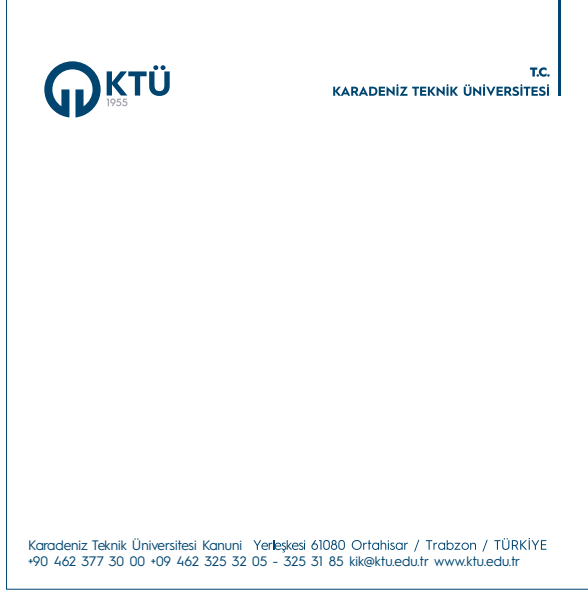 KTÜ
1955
T.C.
KARADENİZ TEKNİK ÜNİVERSİTESİ
Karadeniz Teknik Üniversitesi Kanuni Yerleşkesi 61080 Ortahisar / Trabzon / TÜRKİYE
+90 462 377 30 00 +09 462 325 32 05 - 325 31 85 kik@ktu.edu.tr www.ktu.edu.tr